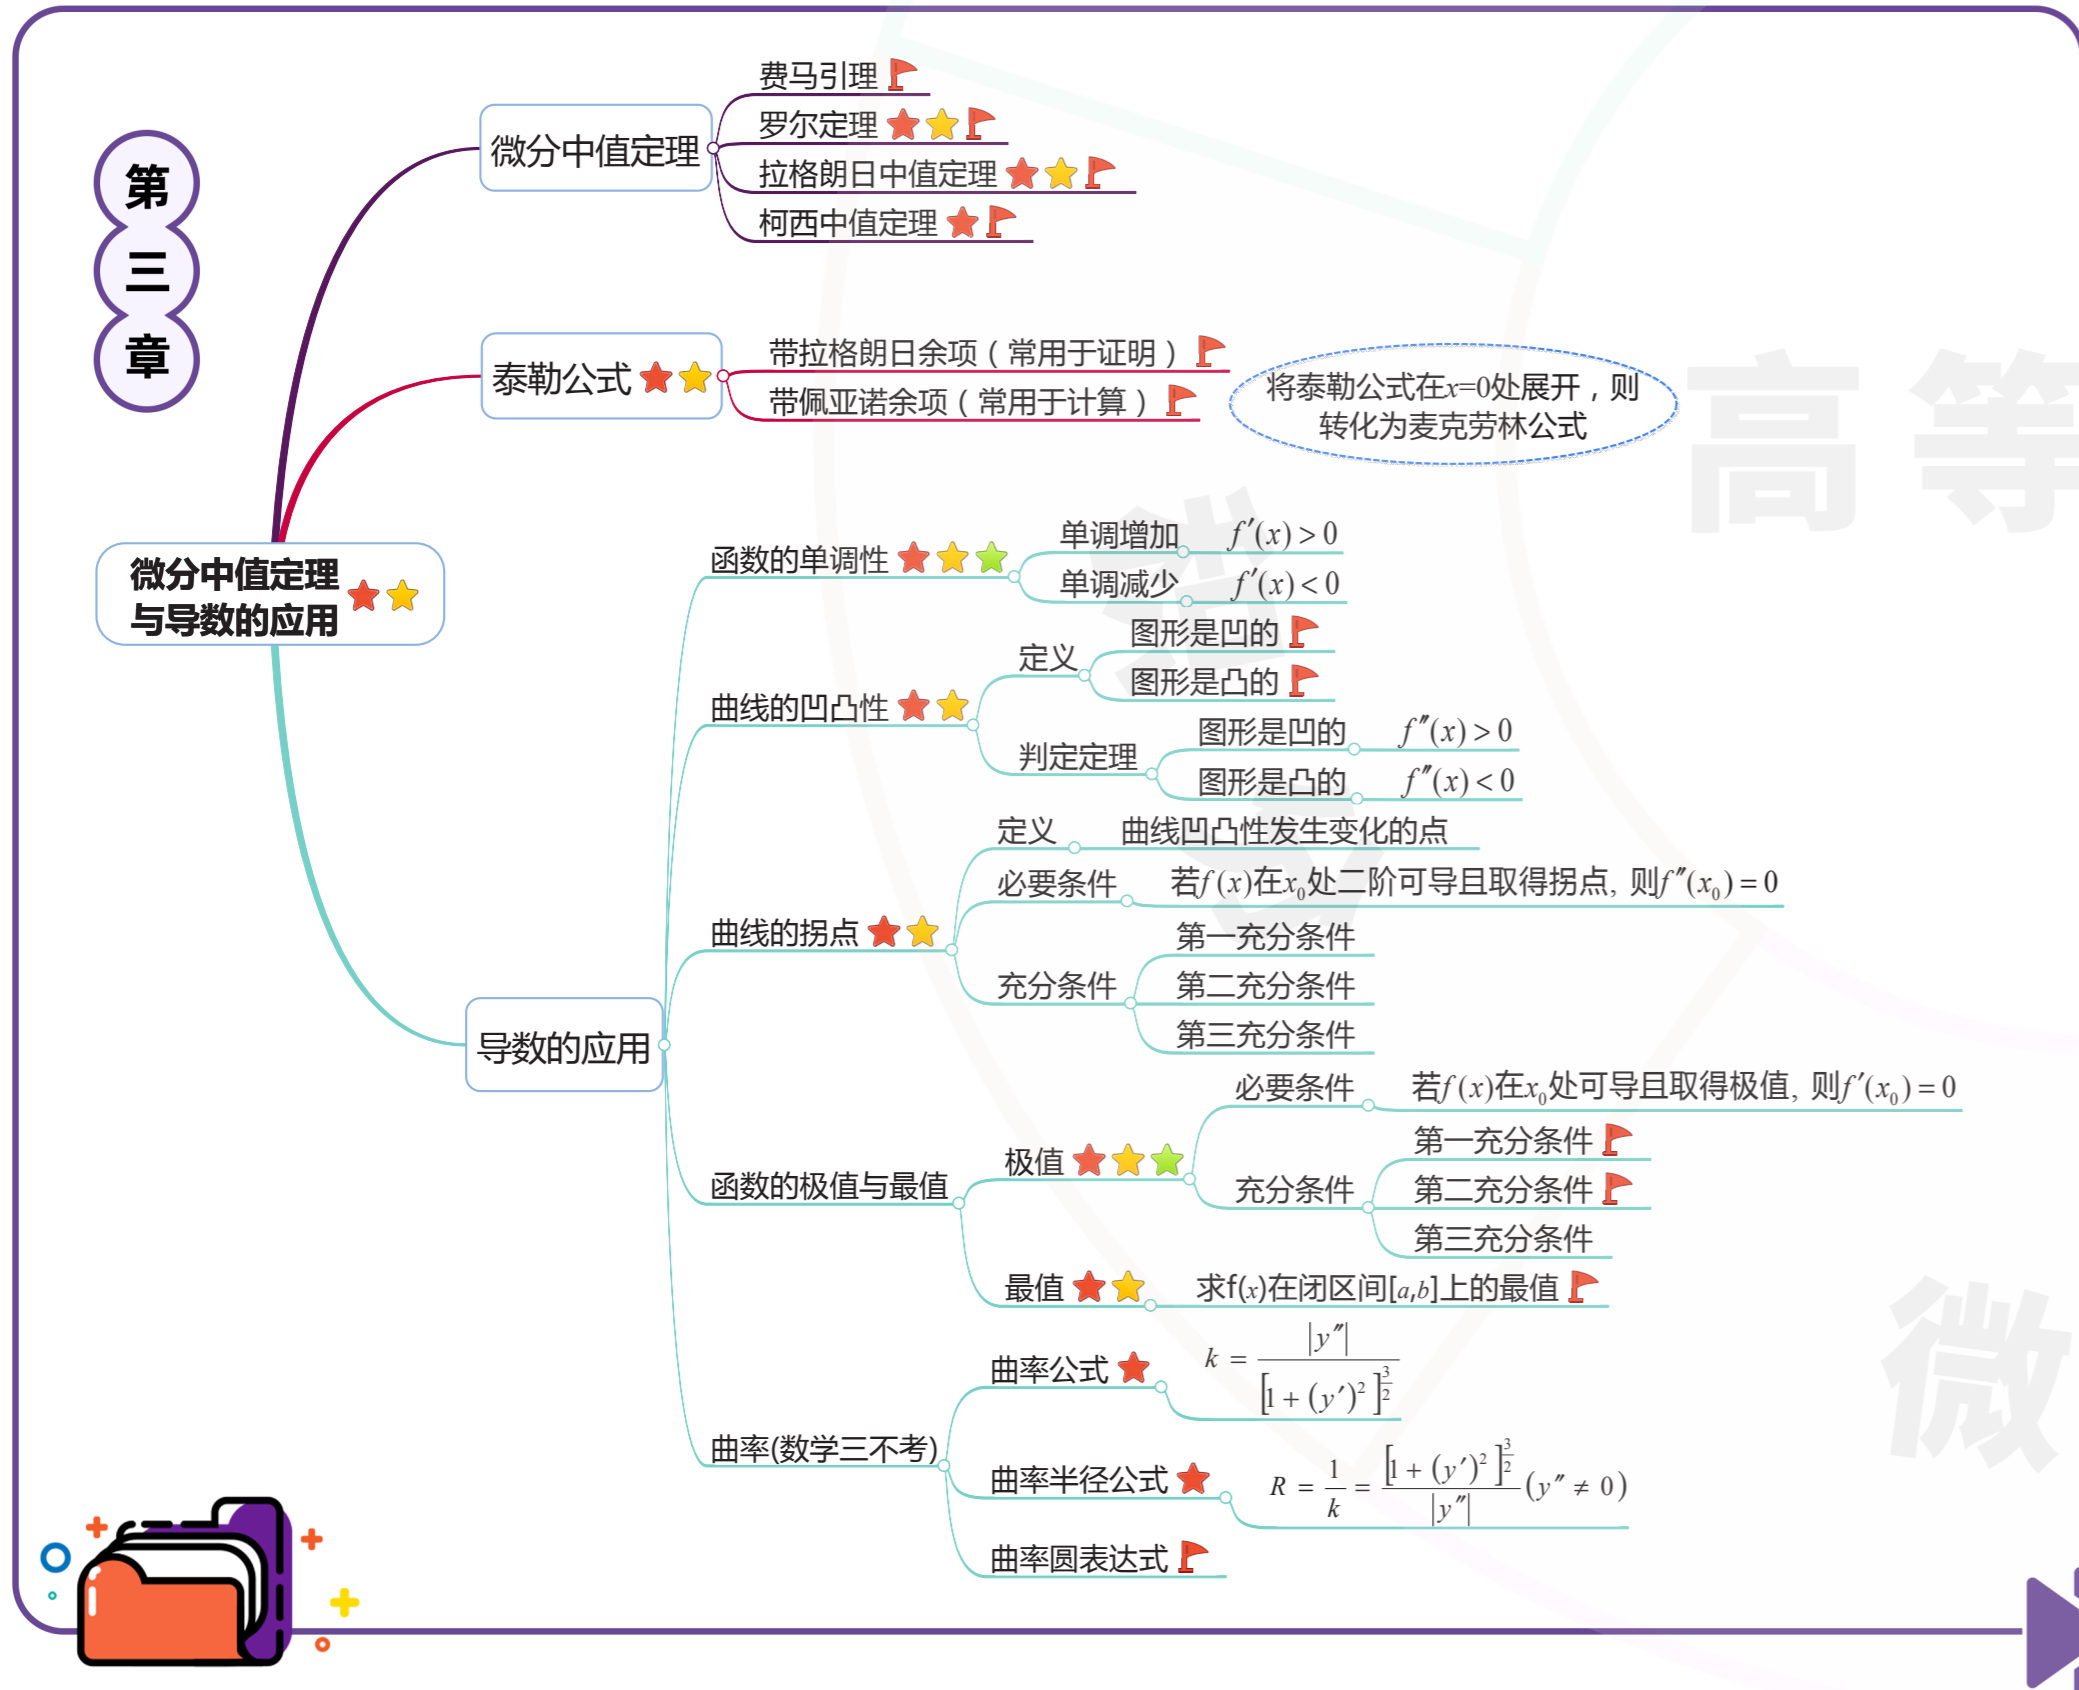 第
三
章
微分中值定理
与导数的应用
微分中值定理
费马引理
罗尔定理
拉格朗日中值定理
柯西中值定理
泰勒公式
带拉格朗日余项（常用于证明）
带佩亚诺余项（常用于计算）
将泰勒公式在x=0处展开，则
转化为麦克劳林公式
导数的应用
函数的单调性
单调增加 f′(x)>0
单调减少 f′(x)<0
曲线的凹凸性
定义
图形是凹的
图形是凸的
判定定理
图形是凹的 f″(x)>0
图形是凸的 f″(x)<0
曲线的拐点
定义 曲线凹凸性发生变化的点
必要条件 若f(x)在x₀处二阶可导且取得拐点, 则f″(x₀)=0
充分条件
第一充分条件
第二充分条件
第三充分条件
函数的极值与最值
极值
必要条件 若f(x)在x₀处可导且取得极值, 则f′(x₀)=0
充分条件
第一充分条件
第二充分条件
第三充分条件
最值 求f(x)在闭区间[a,b]上的最值
曲率(数学三不考)
曲率公式 k = |y″| / [1+(y′)²]^(3/2)
曲率半径公式 R = 1/k = [1+(y′)²]^(3/2) / |y″| (y″≠0)
曲率圆表达式
高等
微